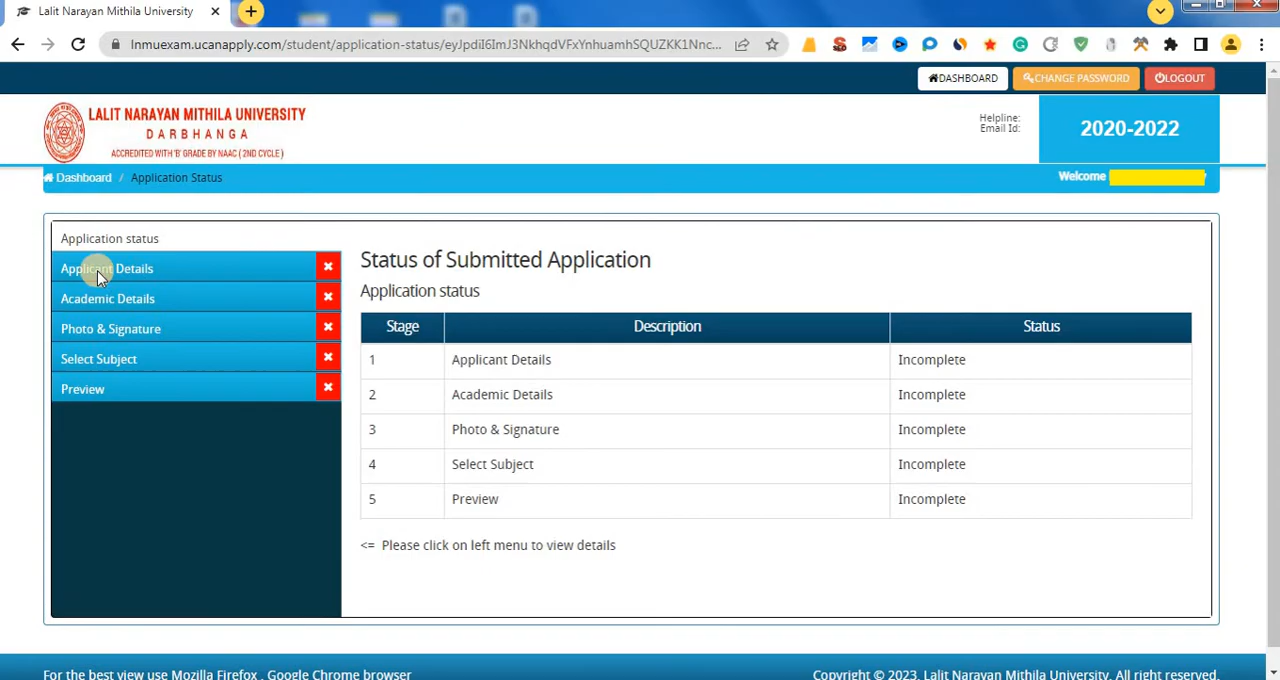 Lalit Narayan Mithila University
lnmuexam.ucanapply.com/student/application-status/eyJpdiI6ImJ3NkhqdVFxYnhuamhSQUZKK1Nnc...
DASHBOARD CHANGE PASSWORD LOGOUT
LALIT NARAYAN MITHILA UNIVERSITY
DARBHANGA
ACCREDITED WITH 'B' GRADE BY NAAC ( 2ND CYCLE )
Helpline:
Email Id:
2020-2022
Dashboard / Application Status
Welcome
Application status
Applicant Details
Academic Details
Photo & Signature
Select Subject
Preview
Status of Submitted Application
Application status
Stage Description Status
1 Applicant Details Incomplete
2 Academic Details Incomplete
3 Photo & Signature Incomplete
4 Select Subject Incomplete
5 Preview Incomplete
<= Please click on left menu to view details
For the best view use Mozilla Firefox , Google Chrome browser
Copyright © 2023, Lalit Narayan Mithila University. All right reserved.